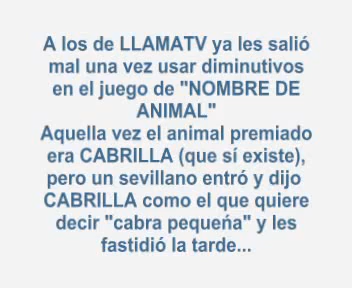 A los de LLAMATV ya les salió
mal una vez usar diminutivos
en el juego de "NOMBRE DE
ANIMAL"
Aquella vez el animal premiado
era CABRILLA (que sí existe),
pero un sevillano entró y dijo
CABRILLA como el que quiere
decir "cabra pequeńa" y les
fastidió la tarde...